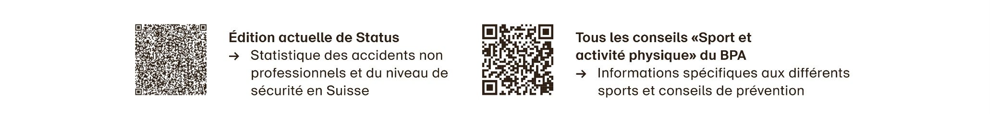 Édition actuelle de Status
→ Statistique des accidents non
professionnels et du niveau de
sécurité en Suisse
Tous les conseils «Sport et
activité physique» du BPA
→ Informations spécifiques aux différents
sports et conseils de prévention